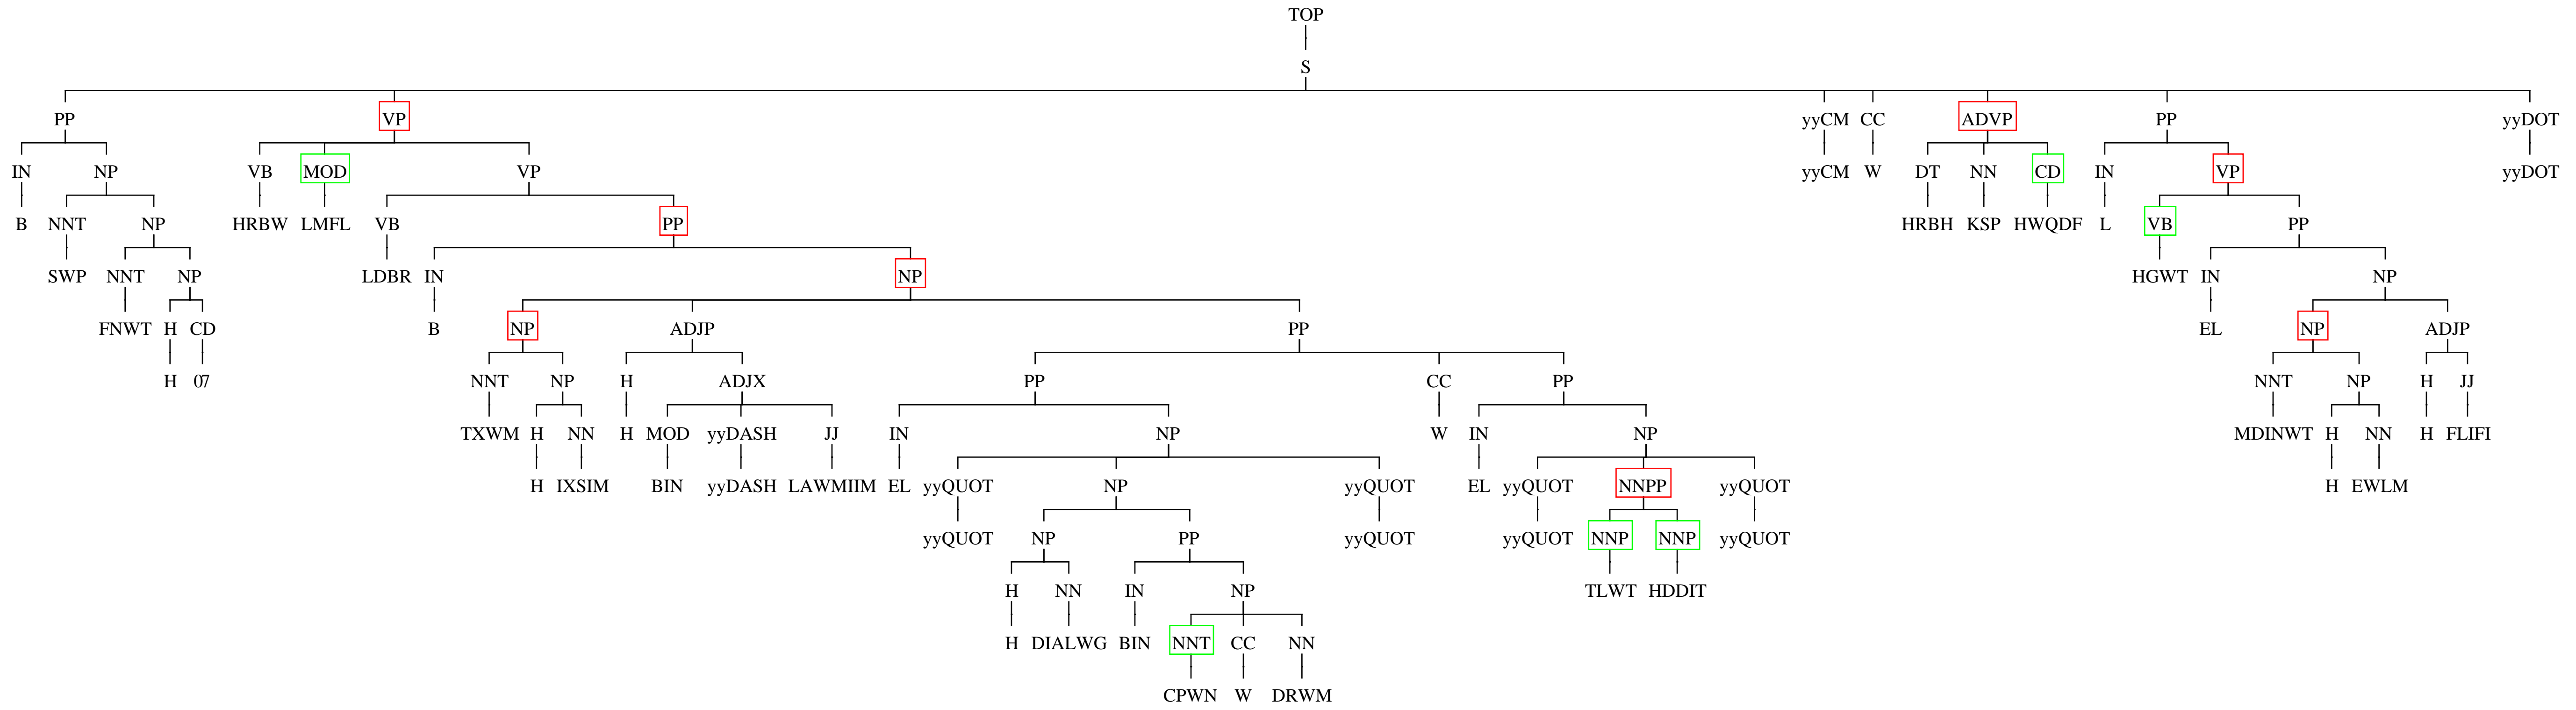 TOP
S
PP VP yyCM CC ADVP PP yyDOT
IN NP VB MOD VP yyCM W DT NN CD IN VP yyDOT
B NNT NP HRBW LMFL VB PP HRBH KSP HWQDF L VB PP
SWP NNT NP LDBR IN NP HGWT IN NP
FNWT H CD B NP ADJP PP EL NP ADJP
H 07 NNT NP H ADJX PP CC PP NNT NP H JJ
TXWM H NN H MOD yyDASH JJ IN NP W IN NP MDINWT H NN H FLIFI
H IXSIM BIN yyDASH LAWMIIM EL yyQUOT NP yyQUOT EL yyQUOT NNPP yyQUOT H EWLM
yyQUOT NP PP yyQUOT yyQUOT NNP NNP yyQUOT
H NN IN NP TLWT HDDIT
H DIALWG BIN NNT CC NN
CPWN W DRWM